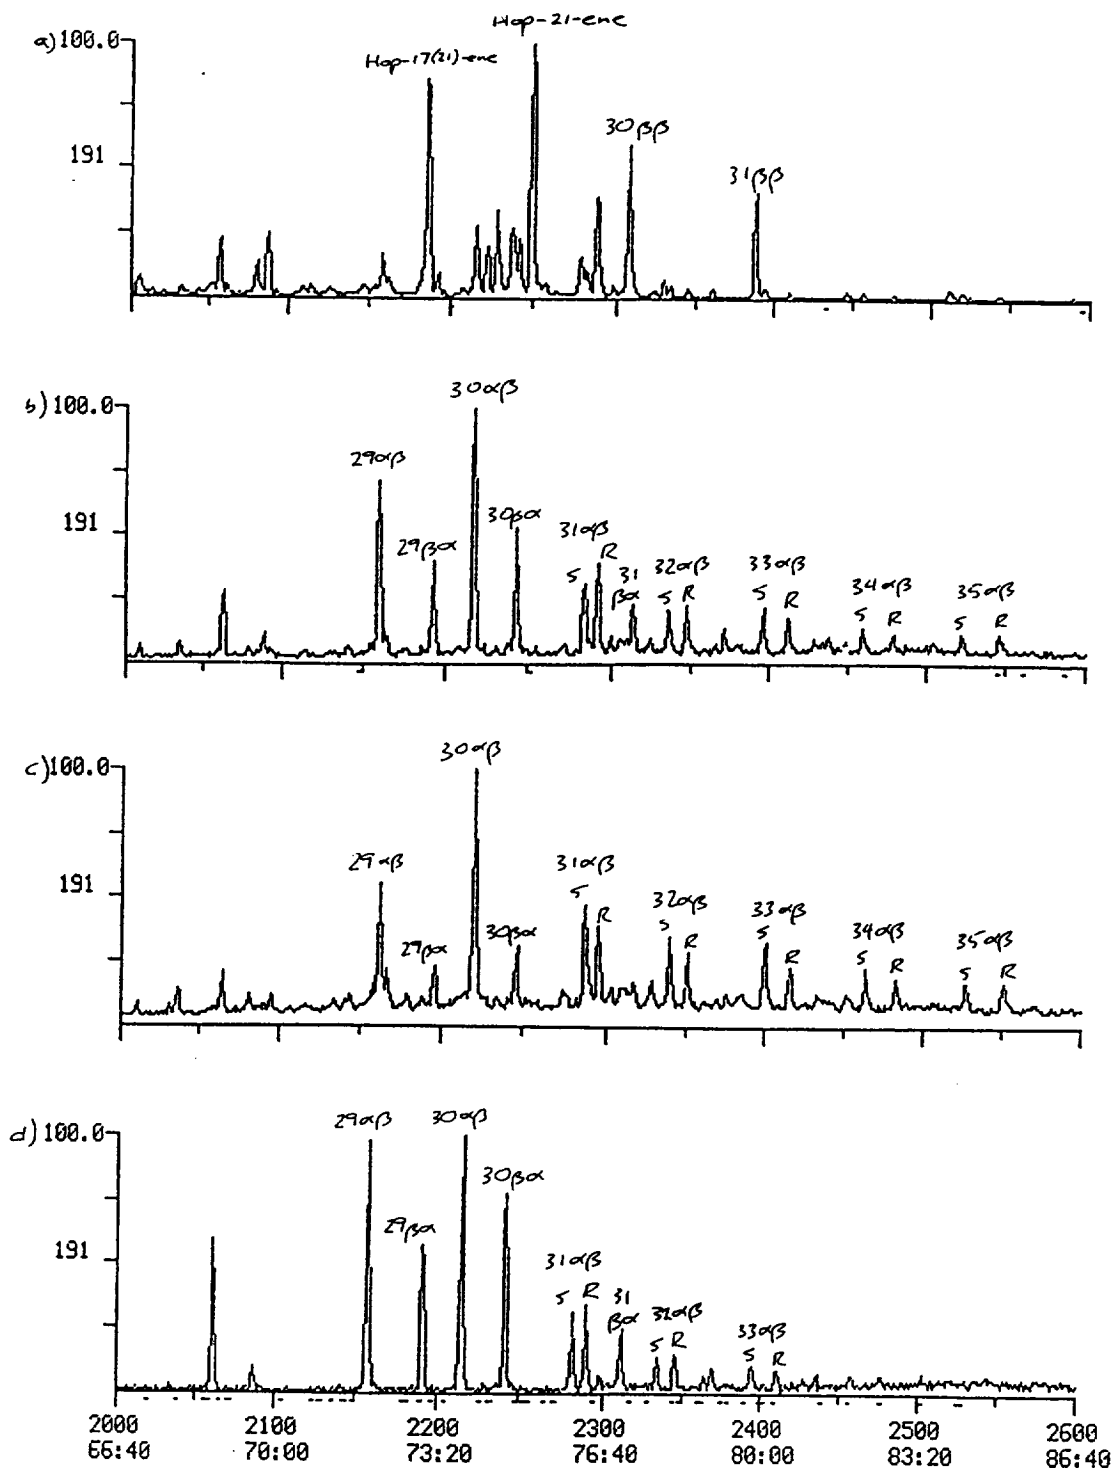 Hop-21-ene
a) 100.0
Hop-17(21)-ene
30ββ
191
31ββ
b) 100.0
30αβ
29αβ
191
30βα
29βα
31αβ
S R
31
βα
32αβ
S R
33αβ
S R
34αβ
S R
35αβ
S R
c) 100.0
30αβ
29αβ
191
29βα
30βα
31αβ
S R
32αβ
S R
33αβ
S R
34αβ
S R
35αβ
S R
d) 100.0
29αβ
30αβ
30βα
29βα
191
31αβ
S R
31
βα
32αβ
S R
33αβ
S R
2000 2100 2200 2300 2400 2500 2600
66:40 70:00 73:20 76:40 80:00 83:20 86:40